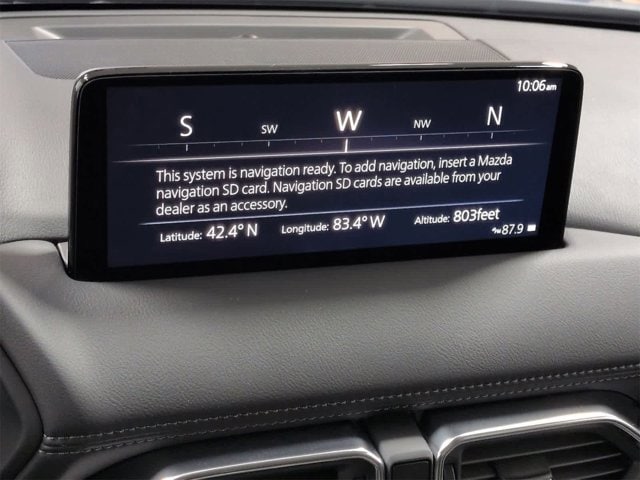 10:06am
S SW W NW N
This system is navigation ready. To add navigation, insert a Mazda
navigation SD card. Navigation SD cards are available from your
dealer as an accessory.
Latitude: 42.4° N Longitude: 83.4° W Altitude: 803feet
87.9